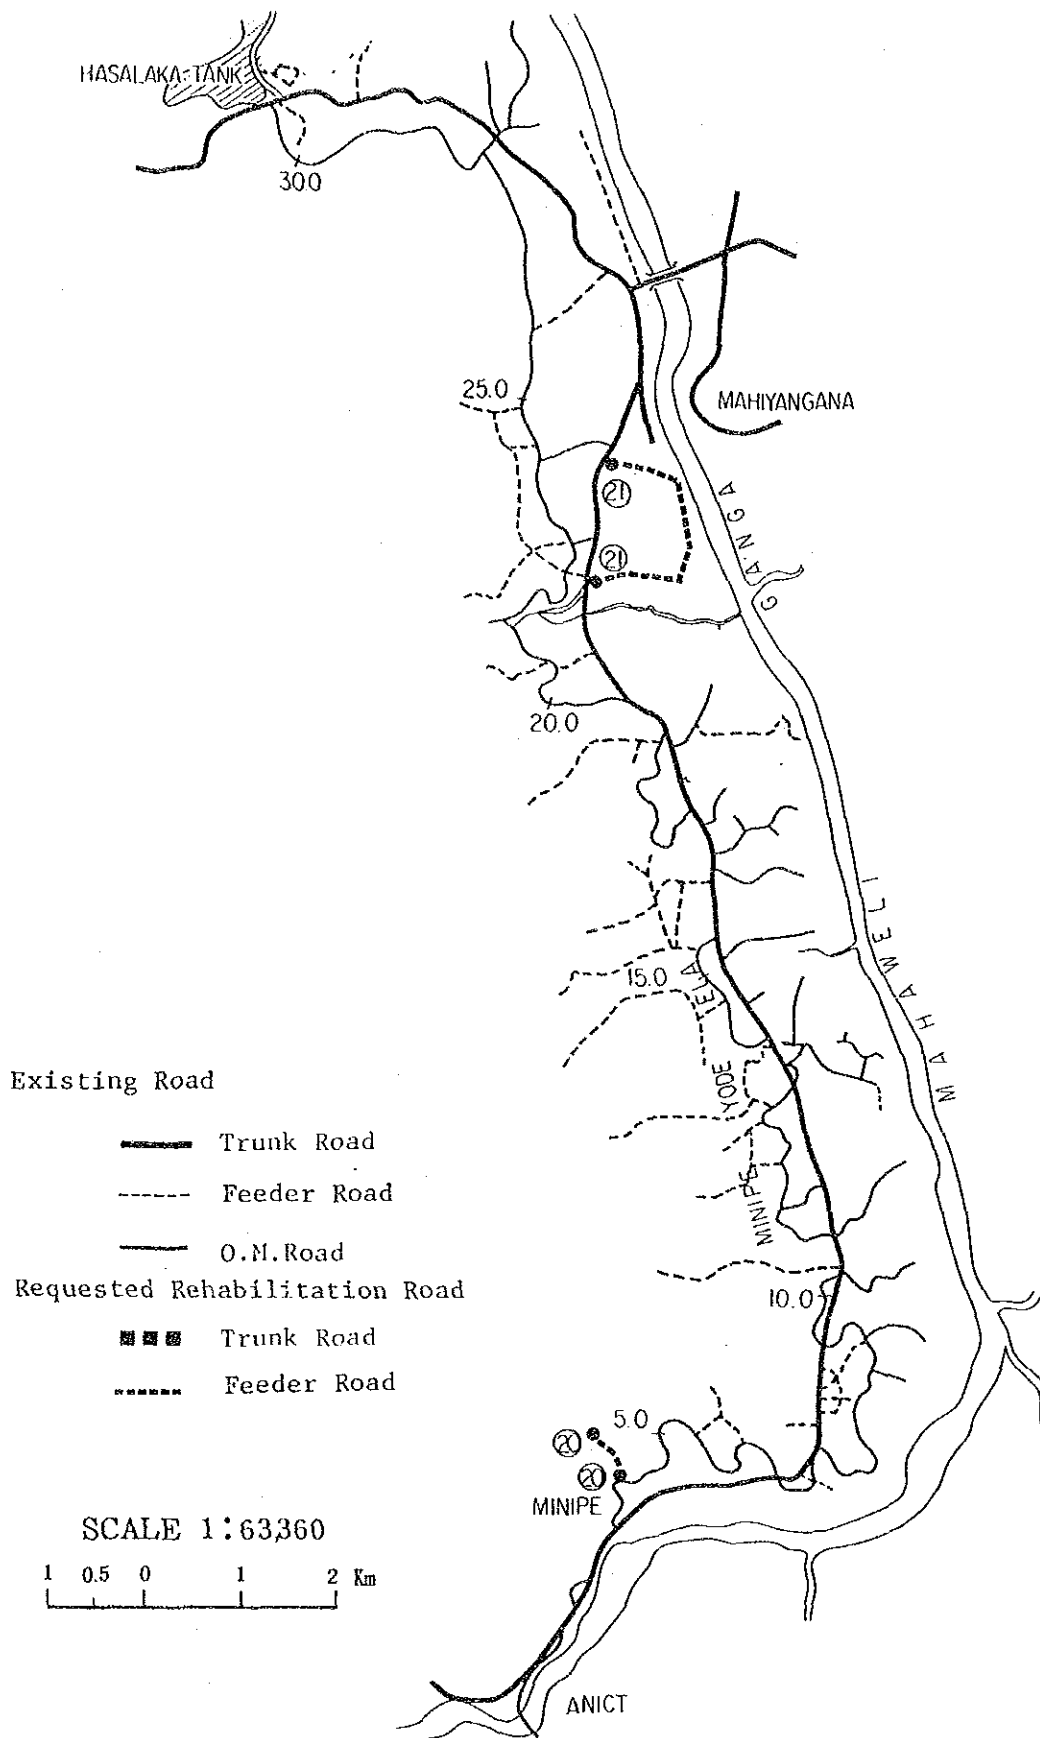 HASALAKA TANK
30.0
25.0
MAHIYANGANA
21
21
20.0
MAHAWELI GANGA
15.0
MINIPE YODE ELA
10.0
5.0
20
20
MINIPE
ANICT
Existing Road
Trunk Road
Feeder Road
O.M.Road
Requested Rehabilitation Road
Trunk Road
Feeder Road
SCALE 1:63,360
1 0.5 0 1 2 Km